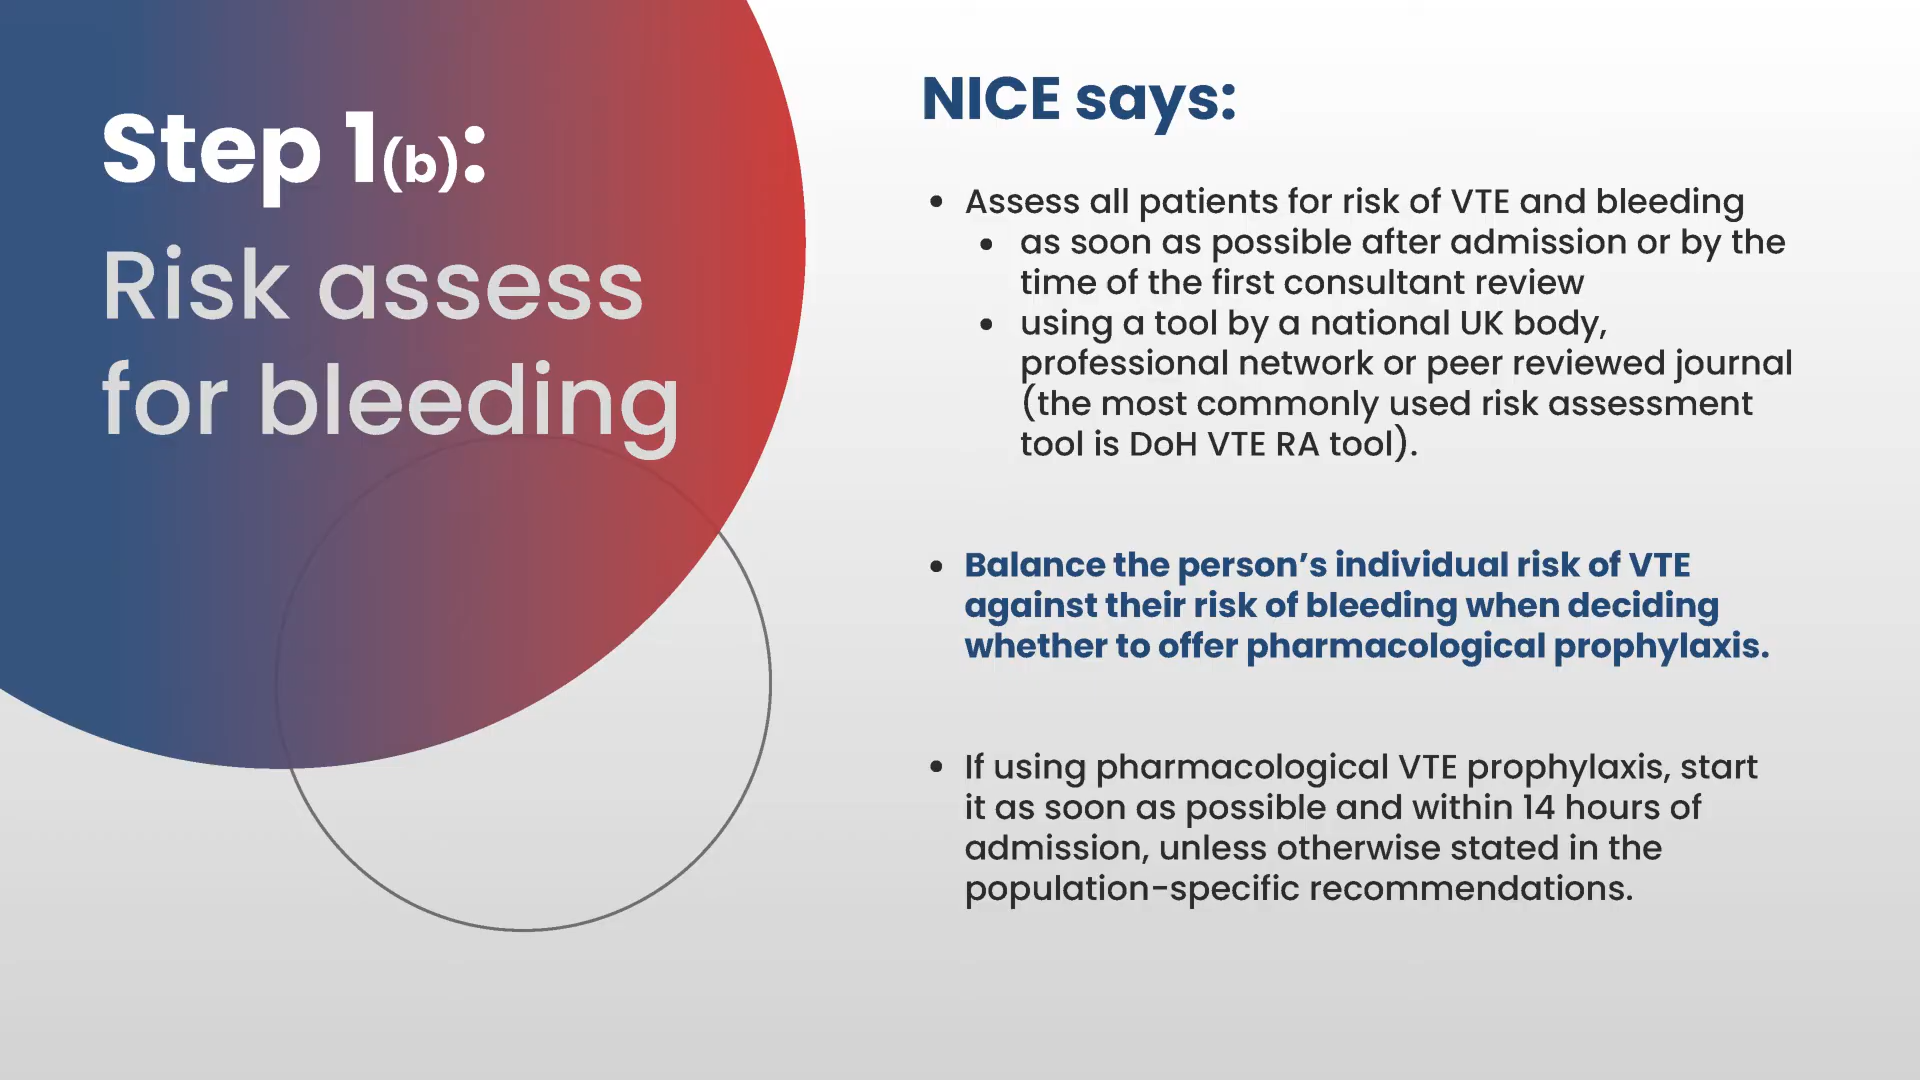 Step 1(b):
Risk assess
for bleeding
NICE says:
• Assess all patients for risk of VTE and bleeding
• as soon as possible after admission or by the
time of the first consultant review
• using a tool by a national UK body,
professional network or peer reviewed journal
(the most commonly used risk assessment
tool is DoH VTE RA tool).
• Balance the person’s individual risk of VTE
against their risk of bleeding when deciding
whether to offer pharmacological prophylaxis.
• If using pharmacological VTE prophylaxis, start
it as soon as possible and within 14 hours of
admission, unless otherwise stated in the
population-specific recommendations.